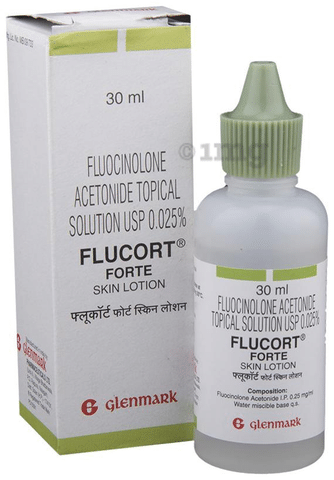 30 ml
FLUOCINOLONE
ACETONIDE TOPICAL
SOLUTION USP 0.025%
FLUCORT®
FORTE
SKIN LOTION
फ्लूकॉर्ट फोर्ट स्किन लोशन
G glenmark
1mg
30 ml
FLUOCINOLONE ACETONIDE
TOPICAL SOLUTION USP 0.025%
FLUCORT®
FORTE
SKIN LOTION
फ्लूकॉर्ट फोर्ट स्किन लोशन
Composition:
Fluocinolone Acetonide I.P. 0.25 mg/ml
Water miscible base q.s.
G glenmark